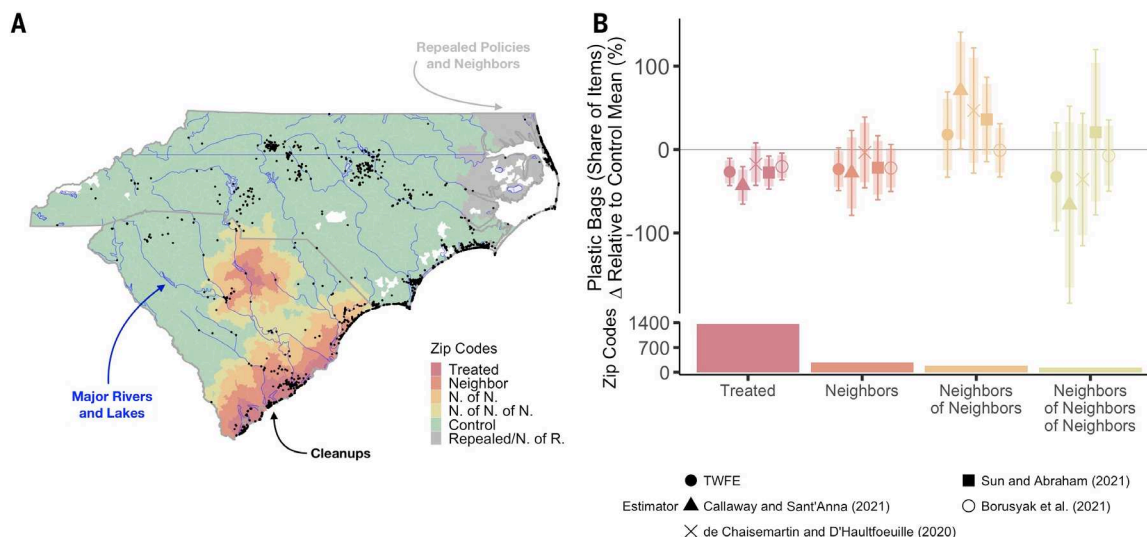 A
Repealed Policies
and Neighbors
Major Rivers
and Lakes
Cleanups
Zip Codes
Treated
Neighbor
N. of N.
N. of N. of N.
Control
Repealed/N. of R.
B
Plastic Bags (Share of Items)
Δ Relative to Control Mean (%)
100
0
-100
Zip Codes
1400
700
0
Treated
Neighbors
Neighbors
of Neighbors
Neighbors
of Neighbors
of Neighbors
Estimator
TWFE
Callaway and Sant'Anna (2021)
de Chaisemartin and D'Haultfoeuille (2020)
Sun and Abraham (2021)
Borusyak et al. (2021)